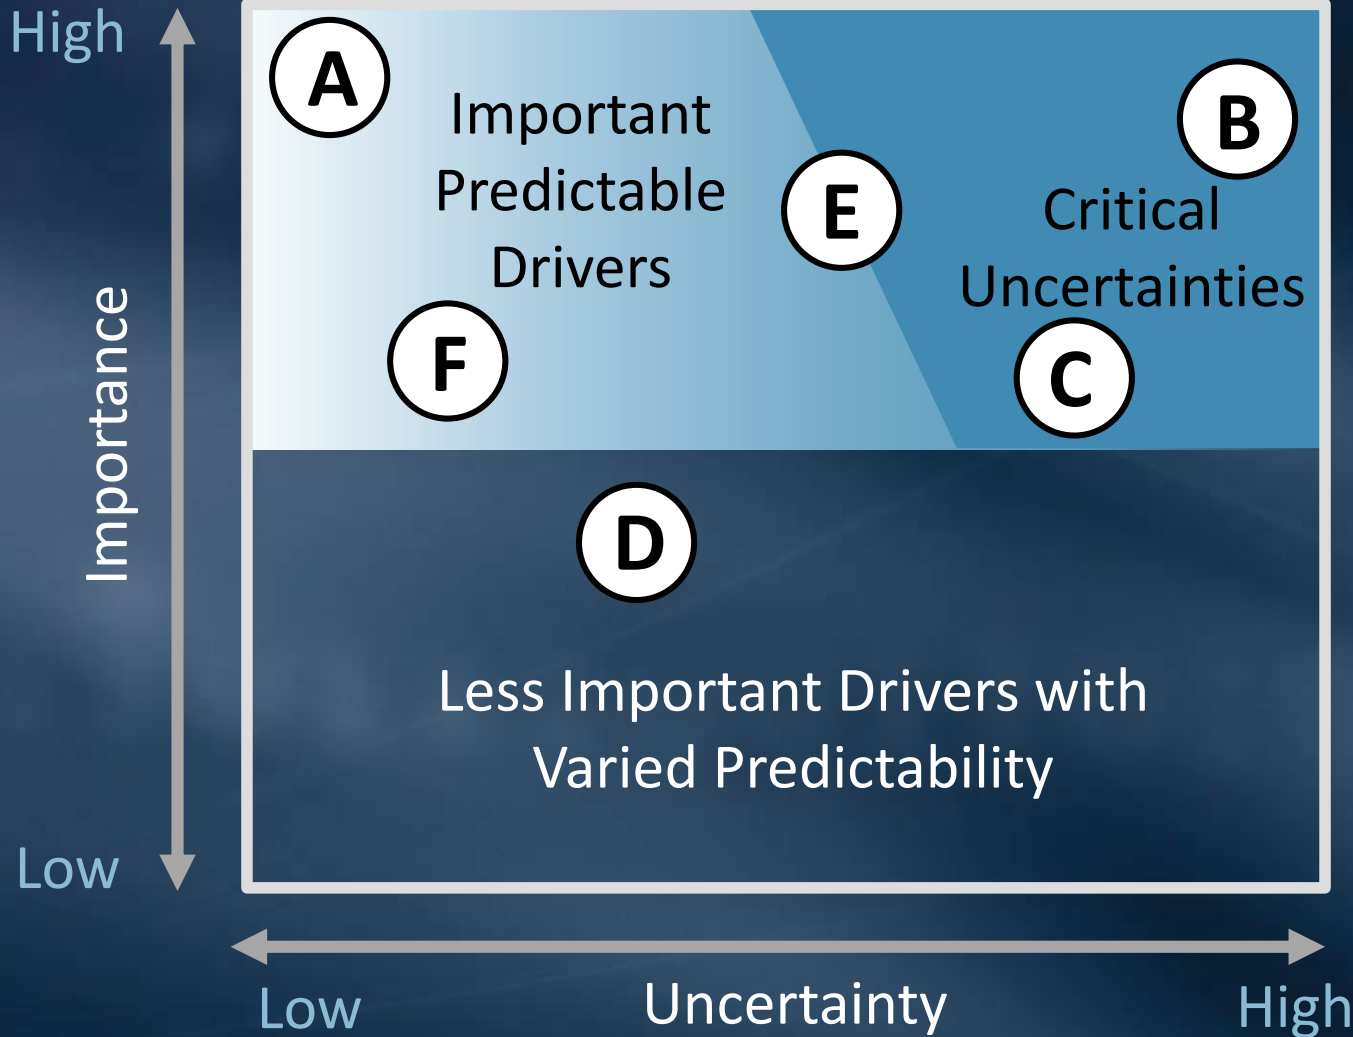 High
A
Important
Predictable
Drivers
B
E
Critical
Uncertainties
F
C
Importance
D
Less Important Drivers with
Varied Predictability
Low
Low
Uncertainty
High